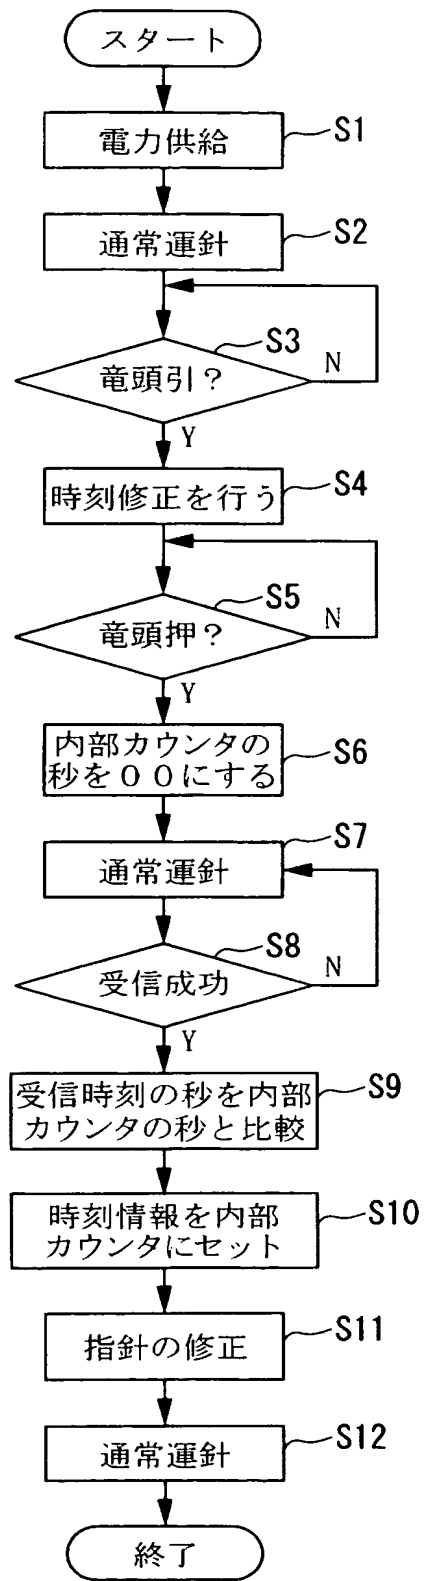 スタート
電力供給 S1
通常運針 S2
S3
竜頭引? N
Y
時刻修正を行う S4
S5
竜頭押? N
Y
内部カウンタの
秒を00にする S6
S7
通常運針
S8
受信成功 N
Y
受信時刻の秒を内部 S9
カウンタの秒と比較
時刻情報を内部 S10
カウンタにセット
指針の修正 S11
通常運針 S12
終了